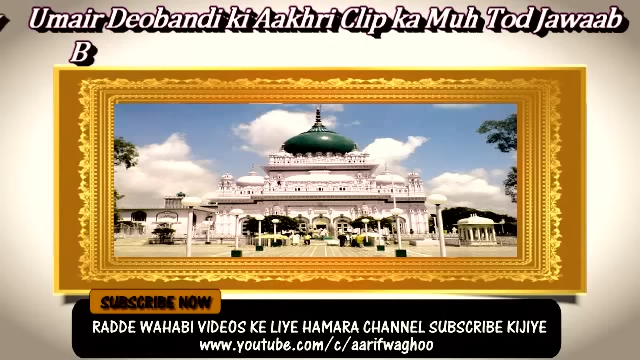 Umair Deobandi ki Aakhri Clip ka Muh Tod Jawaab
B
SUBSCRIBE NOW
RADDE WAHABI VIDEOS KE LIYE HAMARA CHANNEL SUBSCRIBE KIJIYE
www.youtube.com/c/aarifwaghoo